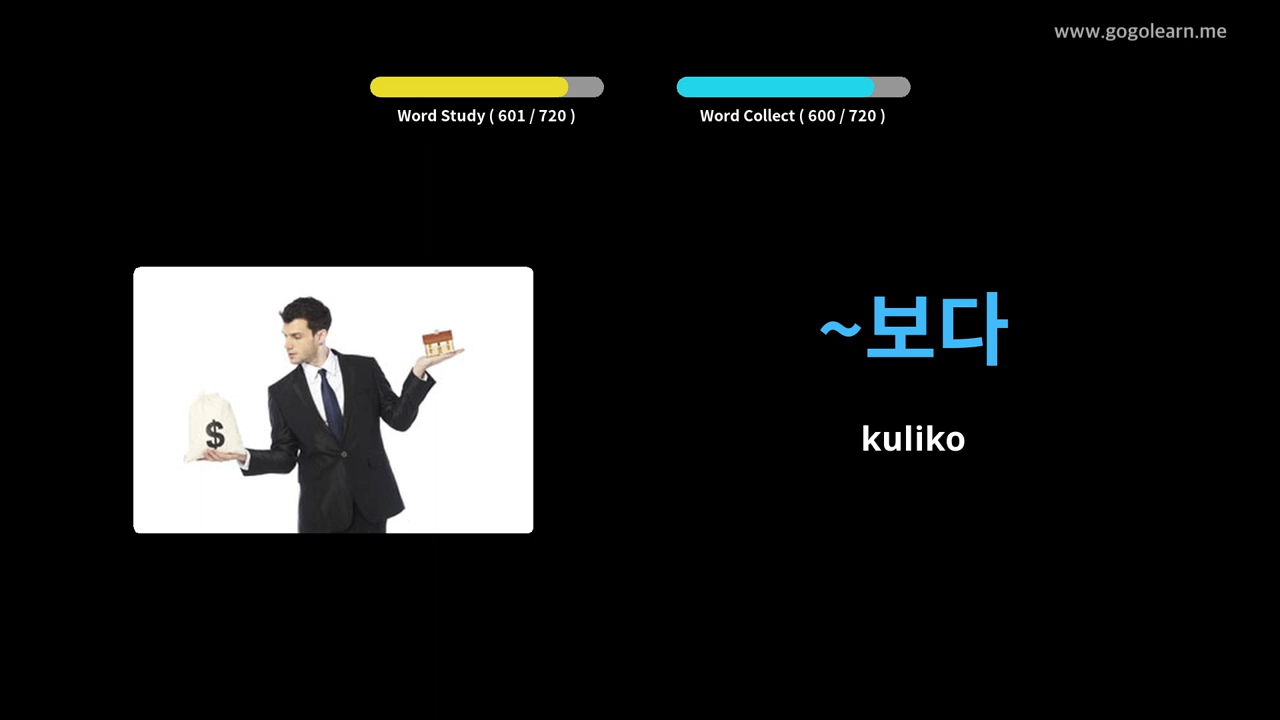 www.gogolearn.me
Word Study ( 601 / 720 )
Word Collect ( 600 / 720 )
$
~보다
kuliko